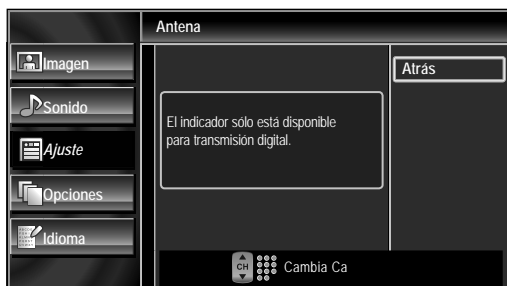 Antena
Imagen
Sonido
Ajuste
Opciones
Idioma
El indicador sólo está disponible
para transmisión digital.
Atrás
CH
Cambia Ca